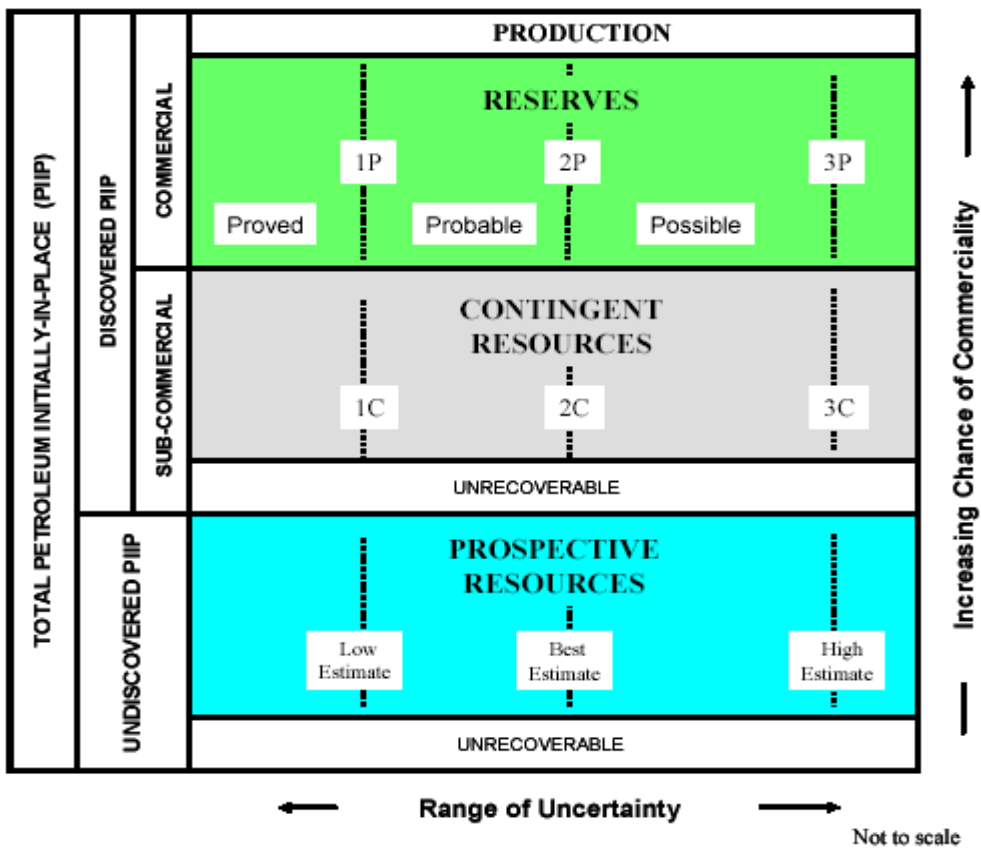 TOTAL PETROLEUM INITIALLY-IN-PLACE (PIIP)
DISCOVERED PIIP
UNDISCOVERED PIIP
COMMERCIAL
SUB-COMMERCIAL
PRODUCTION
RESERVES
1P
2P
3P
Proved
Probable
Possible
CONTINGENT
RESOURCES
1C
2C
3C
UNRECOVERABLE
PROSPECTIVE
RESOURCES
Low
Estimate
Best
Estimate
High
Estimate
UNRECOVERABLE
Increasing Chance of Commerciality
Range of Uncertainty
Not to scale